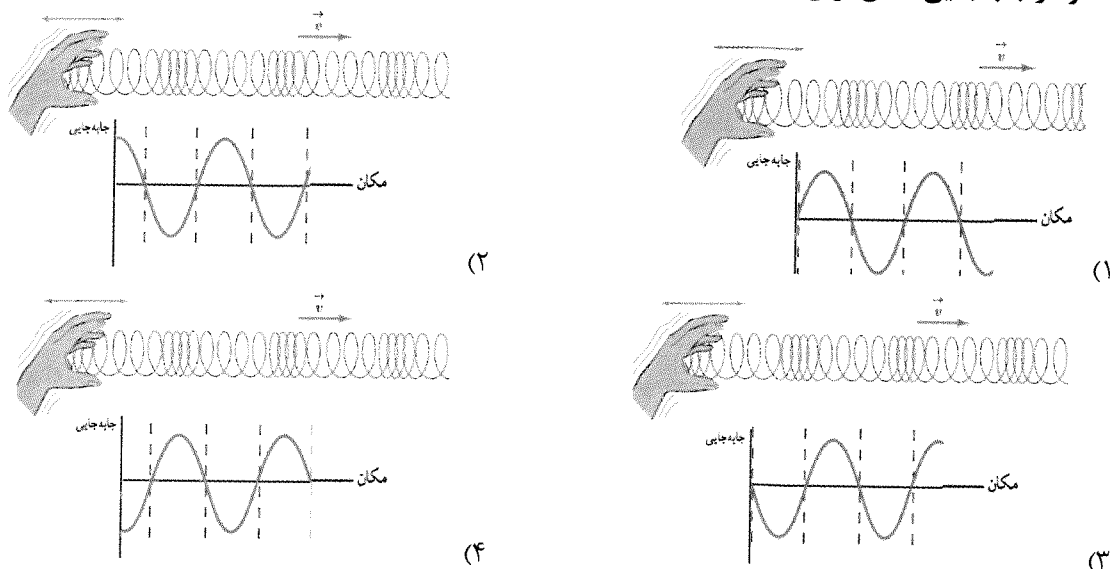 v
جابه‌جایی
مکان
۱)
v
جابه‌جایی
مکان
۲)
v
جابه‌جایی
مکان
۳)
v
جابه‌جایی
مکان
۴)